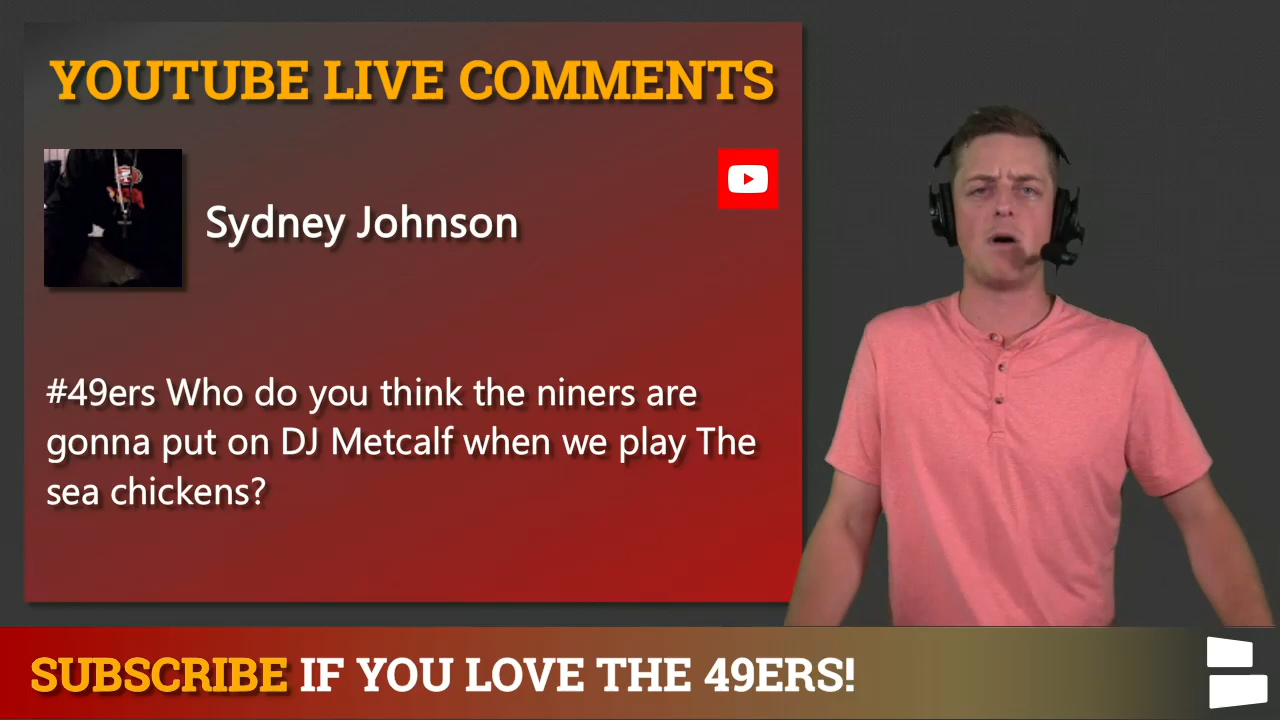 YOUTUBE LIVE COMMENTS
Sydney Johnson
#49ers Who do you think the niners are
gonna put on DJ Metcalf when we play The
sea chickens?
SUBSCRIBE IF YOU LOVE THE 49ERS!